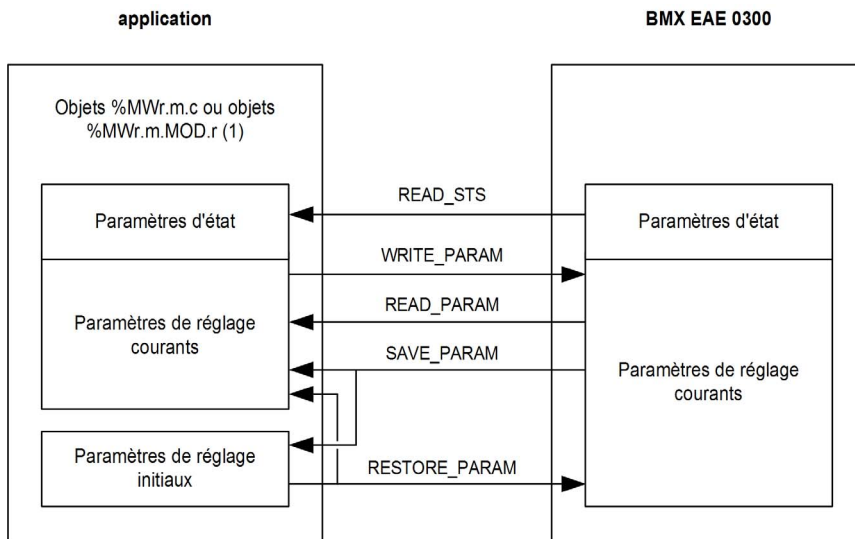 application
BMX EAE 0300
Objets %MWr.m.c ou objets
%MWr.m.MOD.r (1)
READ_STS
Paramètres d'état
Paramètres d'état
WRITE_PARAM
READ_PARAM
Paramètres de réglage
courants
SAVE_PARAM
Paramètres de réglage
courants
Paramètres de réglage
initiaux
RESTORE_PARAM